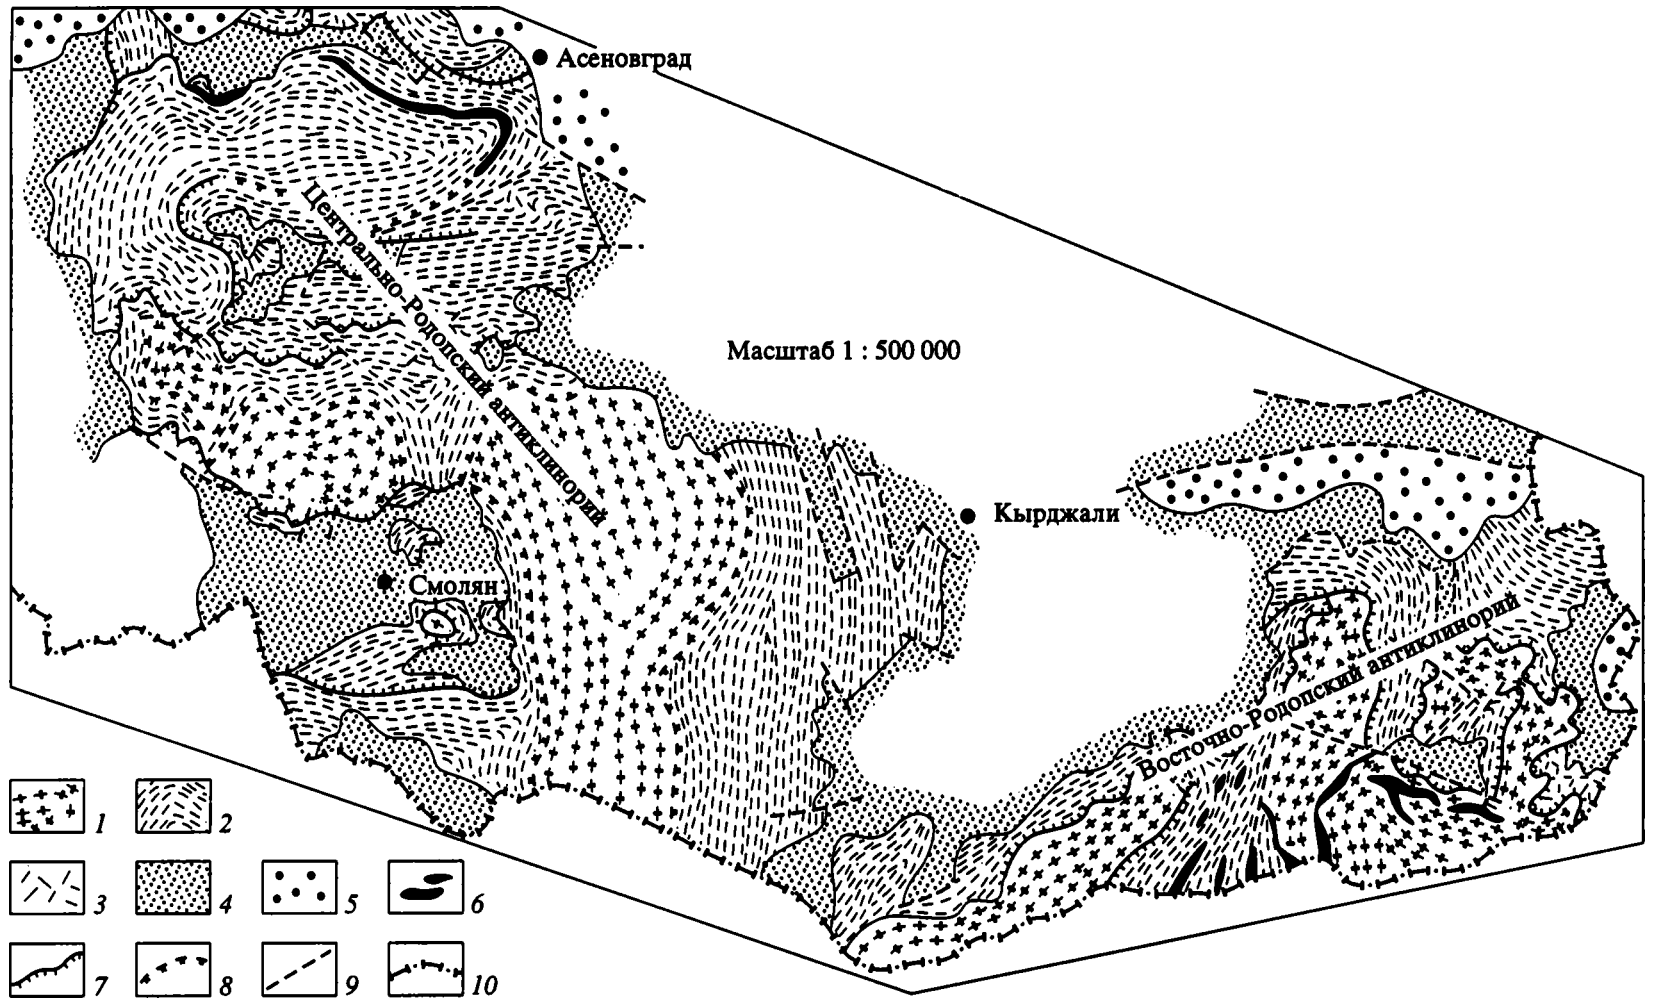 Асеновград
Центрально-Родопский антиклинорий
Масштаб 1 : 500 000
Кырджали
Смолян
Восточно-Родопский антиклинорий
1
2
3
4
5
6
7
8
9
10